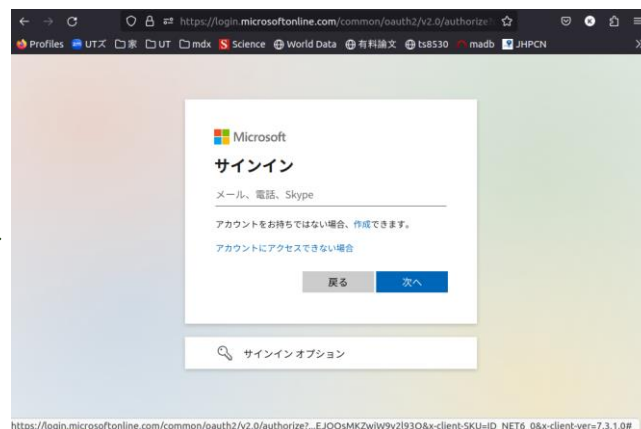 https://login.microsoftonline.com/common/oauth2/v2.0/authorize?
Profiles UTズ 家 UT mdx Science World Data 有料論文 ts8530 madb JHPCN
Microsoft
サインイン
メール、電話、Skype
アカウントをお持ちではない場合、作成できます。
アカウントにアクセスできない場合
戻る 次へ
サインイン オプション
https://login.microsoftonline.com/common/oauth2/v2.0/authorize?...EJOOsMKZwjW9v2l93O&x-client-SKU=ID_NET6_0&x-client-ver=7.3.1.0#